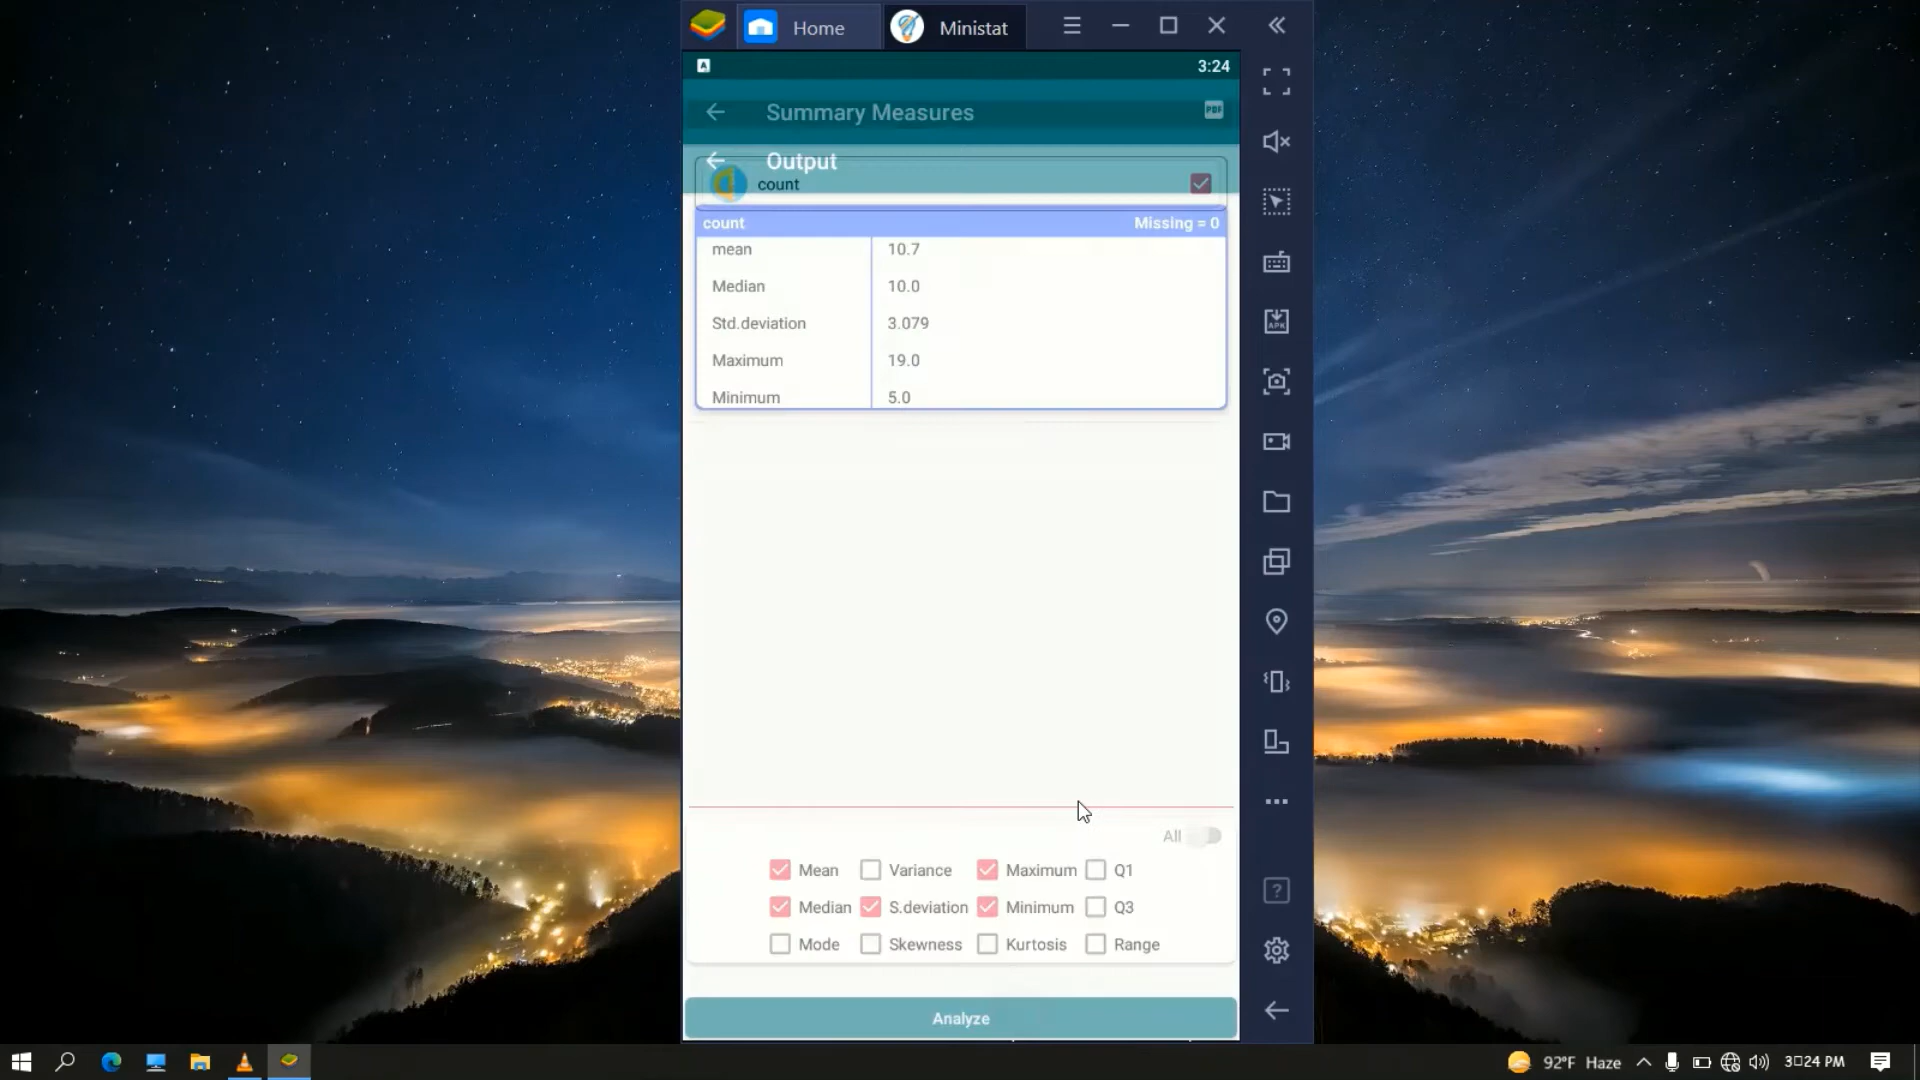 Home
Ministat
A
3:24
Summary Measures
PDF
Output
count
count Missing = 0
mean 10.7
Median 10.0
Std.deviation 3.079
Maximum 19.0
Minimum 5.0
All
Mean Variance Maximum Q1
Median S.deviation Minimum Q3
Mode Skewness Kurtosis Range
Analyze
APK
92°F Haze
3:24 PM